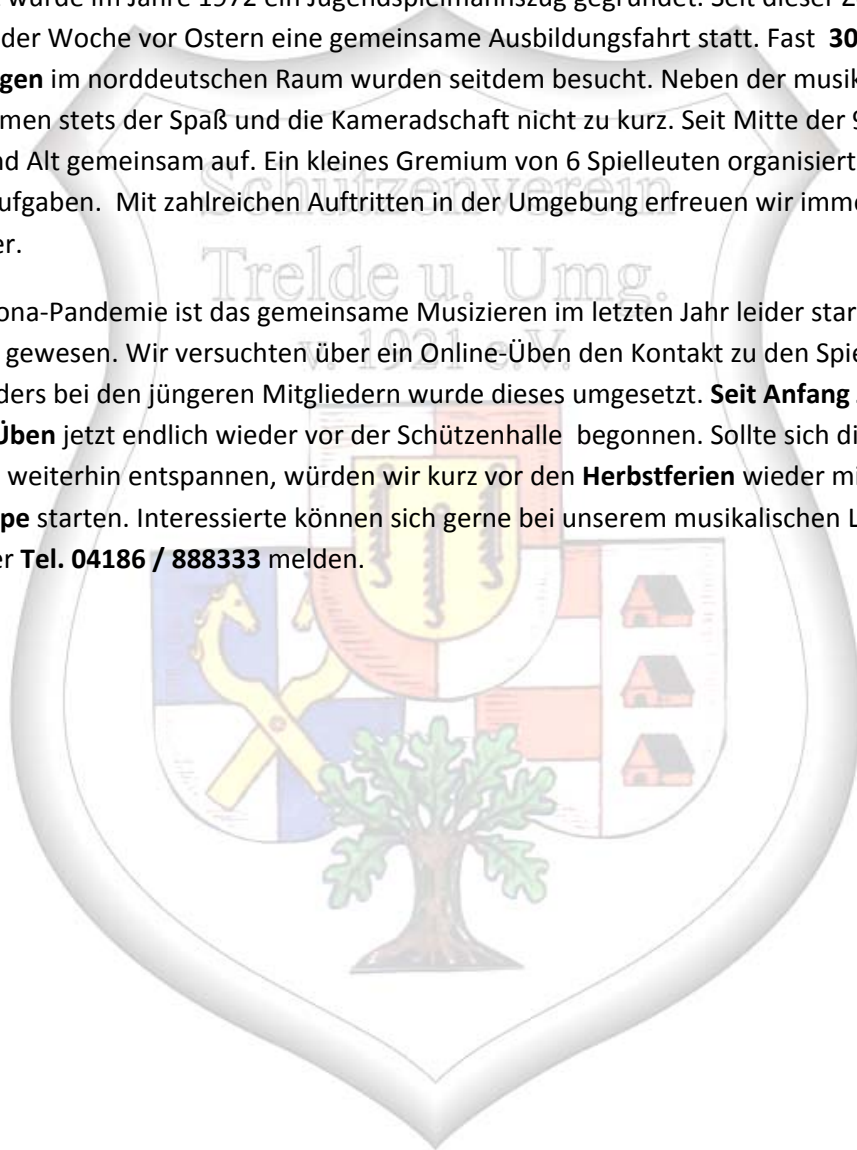 wurde im Jahre 1972 ein Jugendspielmannszug gegründet. Seit dieser
der Woche vor Ostern eine gemeinsame Ausbildungsfahrt statt. Fast 30
gen im norddeutschen Raum wurden seitdem besucht. Neben der musik
men stets der Spaß und die Kameradschaft nicht zu kurz. Seit Mitte der 9
nd Alt gemeinsam auf. Ein kleines Gremium von 6 Spielleuten organisiert
ufgaben. Mit zahlreichen Auftritten in der Umgebung erfreuen wir imme
er.
ona-Pandemie ist das gemeinsame Musizieren im letzten Jahr leider star
gewesen. Wir versuchten über ein Online-Üben den Kontakt zu den Spie
ders bei den jüngeren Mitgliedern wurde dieses umgesetzt. Seit Anfang
Üben jetzt endlich wieder vor der Schützenhalle begonnen. Sollte sich di
weiterhin entspannen, würden wir kurz vor den Herbstferien wieder mi
pe starten. Interessierte können sich gerne bei unserem musikalischen L
er Tel. 04186 / 888333 melden.
Schützenverein
Trelde u. Umg.
v. 1921 e.V.